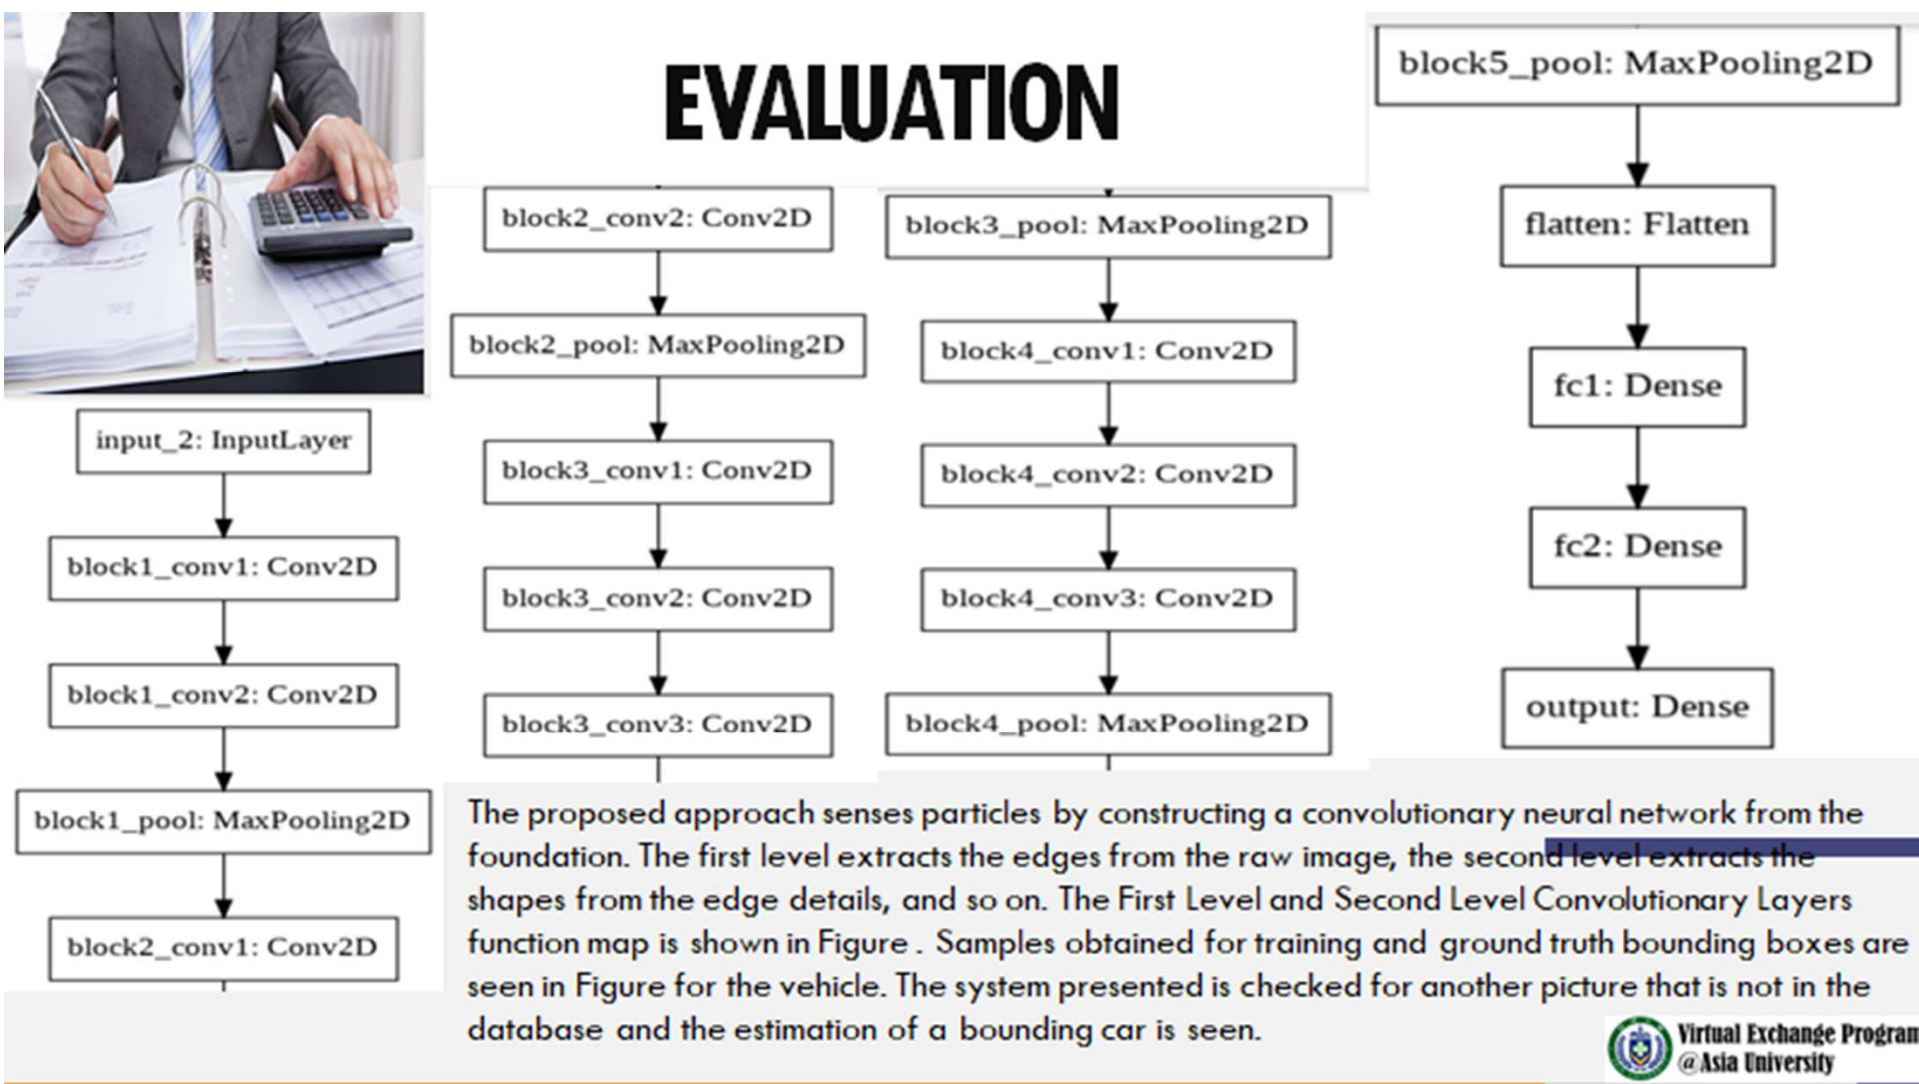 EVALUATION
input_2: InputLayer
block1_conv1: Conv2D
block1_conv2: Conv2D
block1_pool: MaxPooling2D
block2_conv1: Conv2D
block2_conv2: Conv2D
block2_pool: MaxPooling2D
block3_conv1: Conv2D
block3_conv2: Conv2D
block3_conv3: Conv2D
block3_pool: MaxPooling2D
block4_conv1: Conv2D
block4_conv2: Conv2D
block4_conv3: Conv2D
block4_pool: MaxPooling2D
block5_pool: MaxPooling2D
flatten: Flatten
fc1: Dense
fc2: Dense
output: Dense
The proposed approach senses particles by constructing a convolutionary neural network from the
foundation. The first level extracts the edges from the raw image, the second level extracts the
shapes from the edge details, and so on. The First Level and Second Level Convolutionary Layers
function map is shown in Figure . Samples obtained for training and ground truth bounding boxes are
seen in Figure for the vehicle. The system presented is checked for another picture that is not in the
database and the estimation of a bounding car is seen.
Virtual Exchange Program
@Asia University